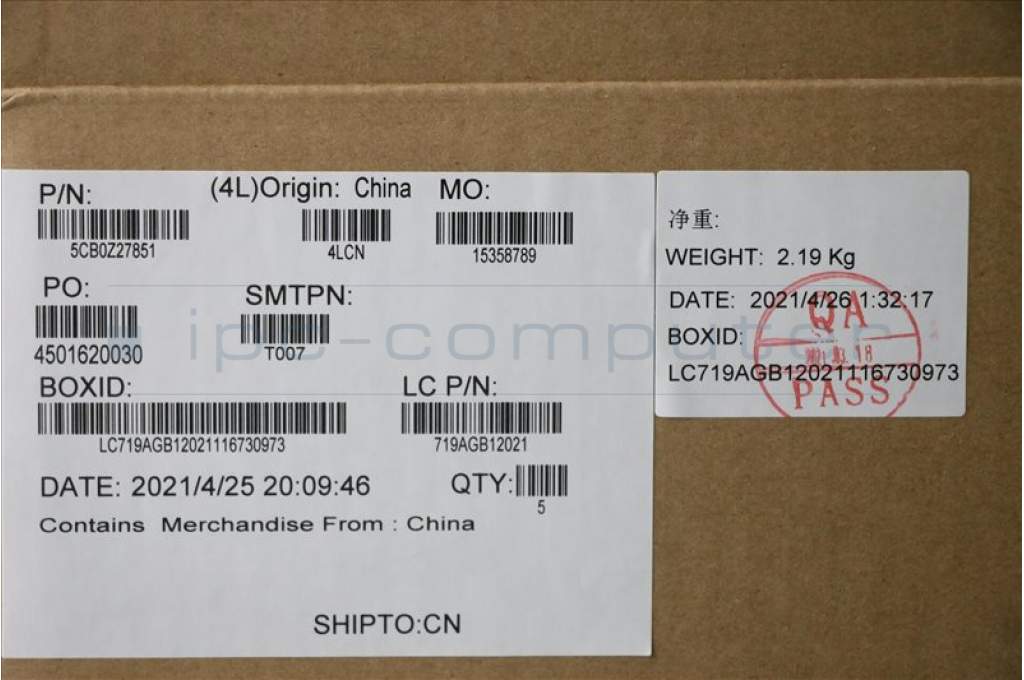 P/N:
5CB0Z27851
(4L)Origin: China
4LCN
MO:
15358789
PO:
4501620030
SMTPN:
T007
BOXID:
LC719AGB12021116730973
LC P/N:
719AGB12021
DATE: 2021/4/25 20:09:46
QTY:
5
Contains Merchandise From : China
SHIPTO:CN
净重:
WEIGHT: 2.19 Kg
DATE: 2021/4/26 1:32:17
BOXID:
LC719AGB12021116730973
QA
PASS
ipc-computer